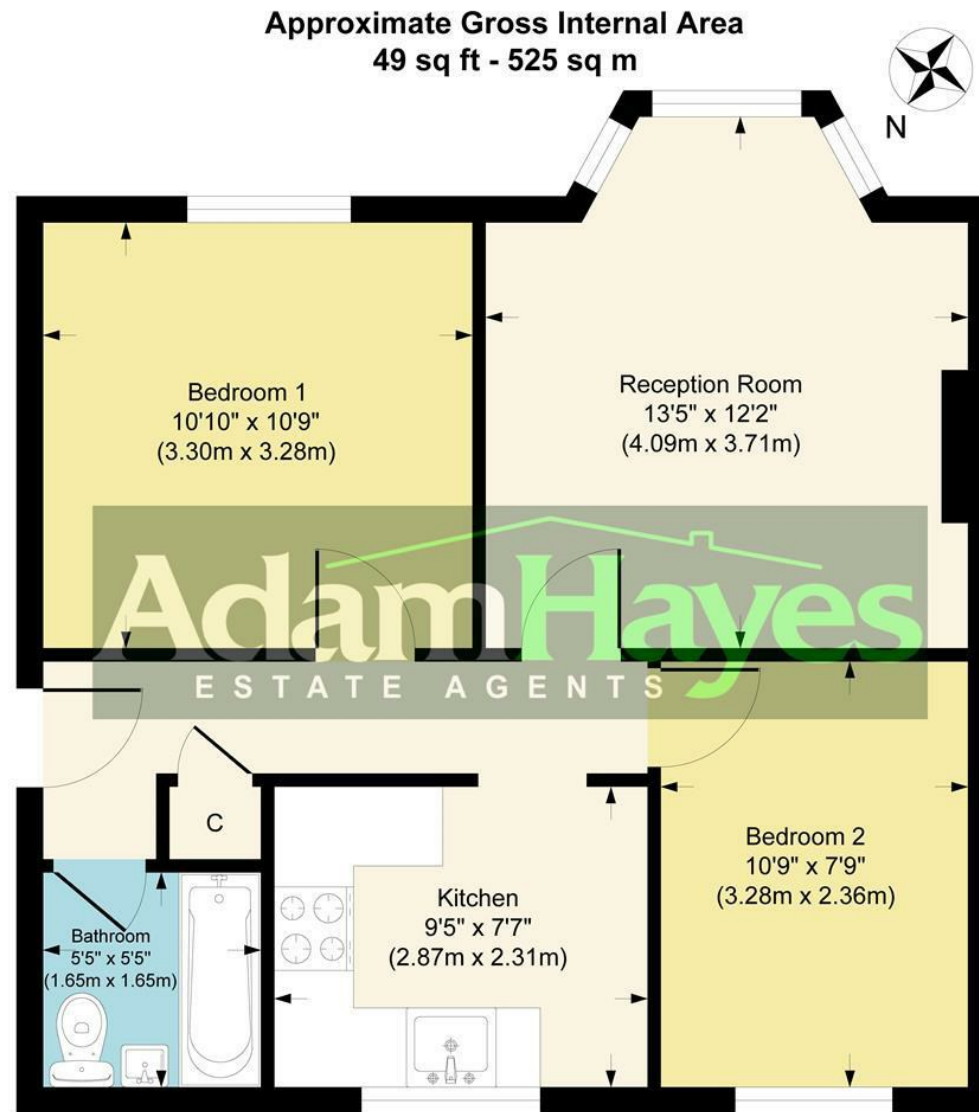 Approximate Gross Internal Area
49 sq ft - 525 sq m
N
Bedroom 1
10'10" x 10'9"
(3.30m x 3.28m)
Reception Room
13'5" x 12'2"
(4.09m x 3.71m)
AdamHayes
ESTATE AGENTS
C
Bedroom 2
10'9" x 7'9"
(3.28m x 2.36m)
Kitchen
9'5" x 7'7"
(2.87m x 2.31m)
Bathroom
5'5" x 5'5"
(1.65m x 1.65m)